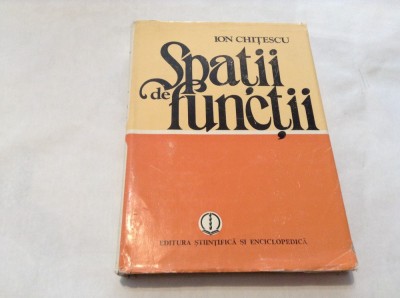 ION CHIȚESCU
Spații
de
funcții
EDITURA ȘTIINȚIFICĂ ȘI ENCICLOPEDICĂ